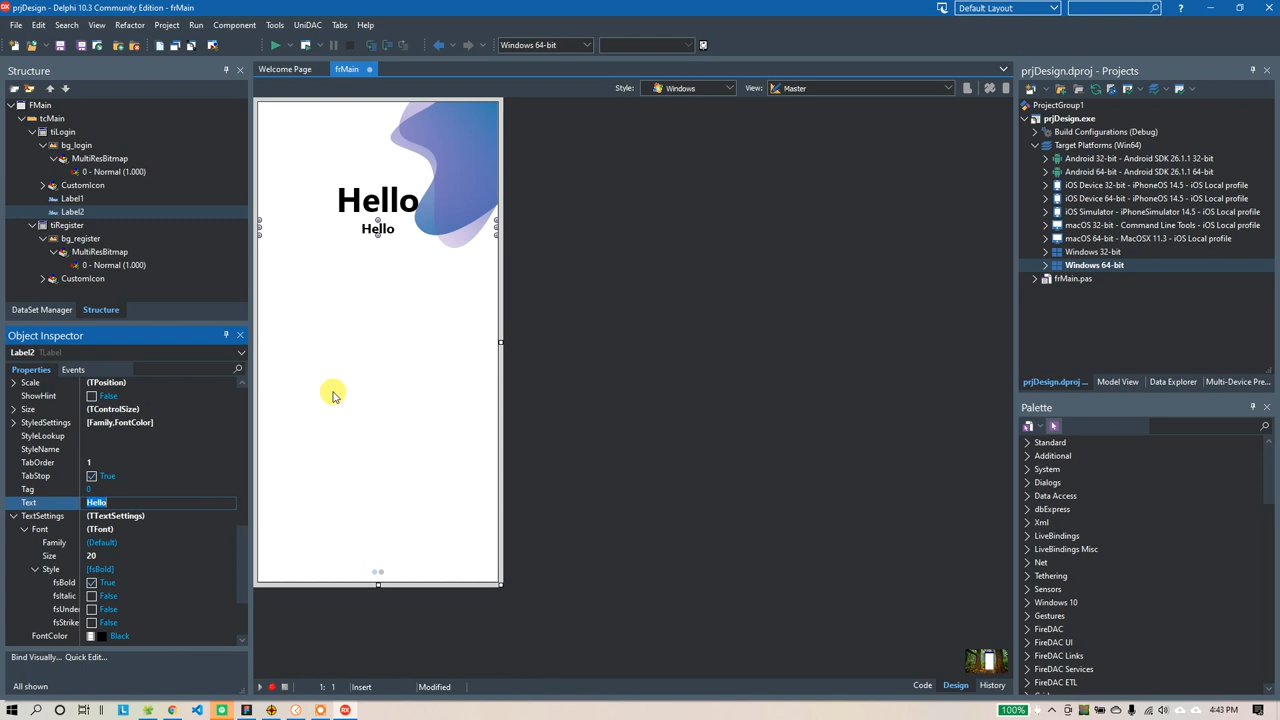 prjDesign - Delphi 10.3 Community Edition - frMain
Default Layout
File Edit Search View Refactor Project Run Component Tools UniDAC Tabs Help
Windows 64-bit
Structure
Welcome Page
frMain
prjDesign.dproj - Projects
Style:
Windows
View:
Master
FMain
tcMain
tiLogin
bg_login
MultiResBitmap
0 - Normal (1.000)
CustomIcon
Label1
Label2
tiRegister
bg_register
MultiResBitmap
0 - Normal (1.000)
CustomIcon
DataSet Manager
Structure
Hello
Hello
ProjectGroup1
prjDesign.exe
Build Configurations (Debug)
Target Platforms (Win64)
Android 32-bit - Android SDK 26.1.1 32-bit
Android 64-bit - Android SDK 26.1.1 64-bit
iOS Device 32-bit - iPhoneOS 14.5 - iOS Local profile
iOS Device 64-bit - iPhoneOS 14.5 - iOS Local profile
iOS Simulator - iPhoneSimulator 14.5 - iOS Local profile
macOS 32-bit - Command Line Tools - iOS Local profile
macOS 64-bit - MacOSX 11.3 - iOS Local profile
Windows 32-bit
Windows 64-bit
frMain.pas
prjDesign.dproj ...
Model View
Data Explorer
Multi-Device Pre...
Object Inspector
Label2 TLabel
Properties
Events
Scale (TPosition)
ShowHint False
Size (TControlSize)
StyledSettings [Family,FontColor]
StyleLookup
StyleName
TabOrder 1
TabStop True
Tag 0
Text Hello
TextSettings (TTextSettings)
Font (TFont)
Family (Default)
Size 20
Style [fsBold]
fsBold True
fsItalic False
fsUnder False
fsStrike False
FontColor Black
Bind Visually... Quick Edit...
All shown
Palette
Standard
Additional
System
Dialogs
Data Access
dbExpress
Xml
LiveBindings
LiveBindings Misc
Net
Tethering
Sensors
Windows 10
Gestures
FireDAC
FireDAC UI
FireDAC Links
FireDAC Services
FireDAC ETL
1: 1
Insert
Modified
Code
Design
History
100%
4:43 PM